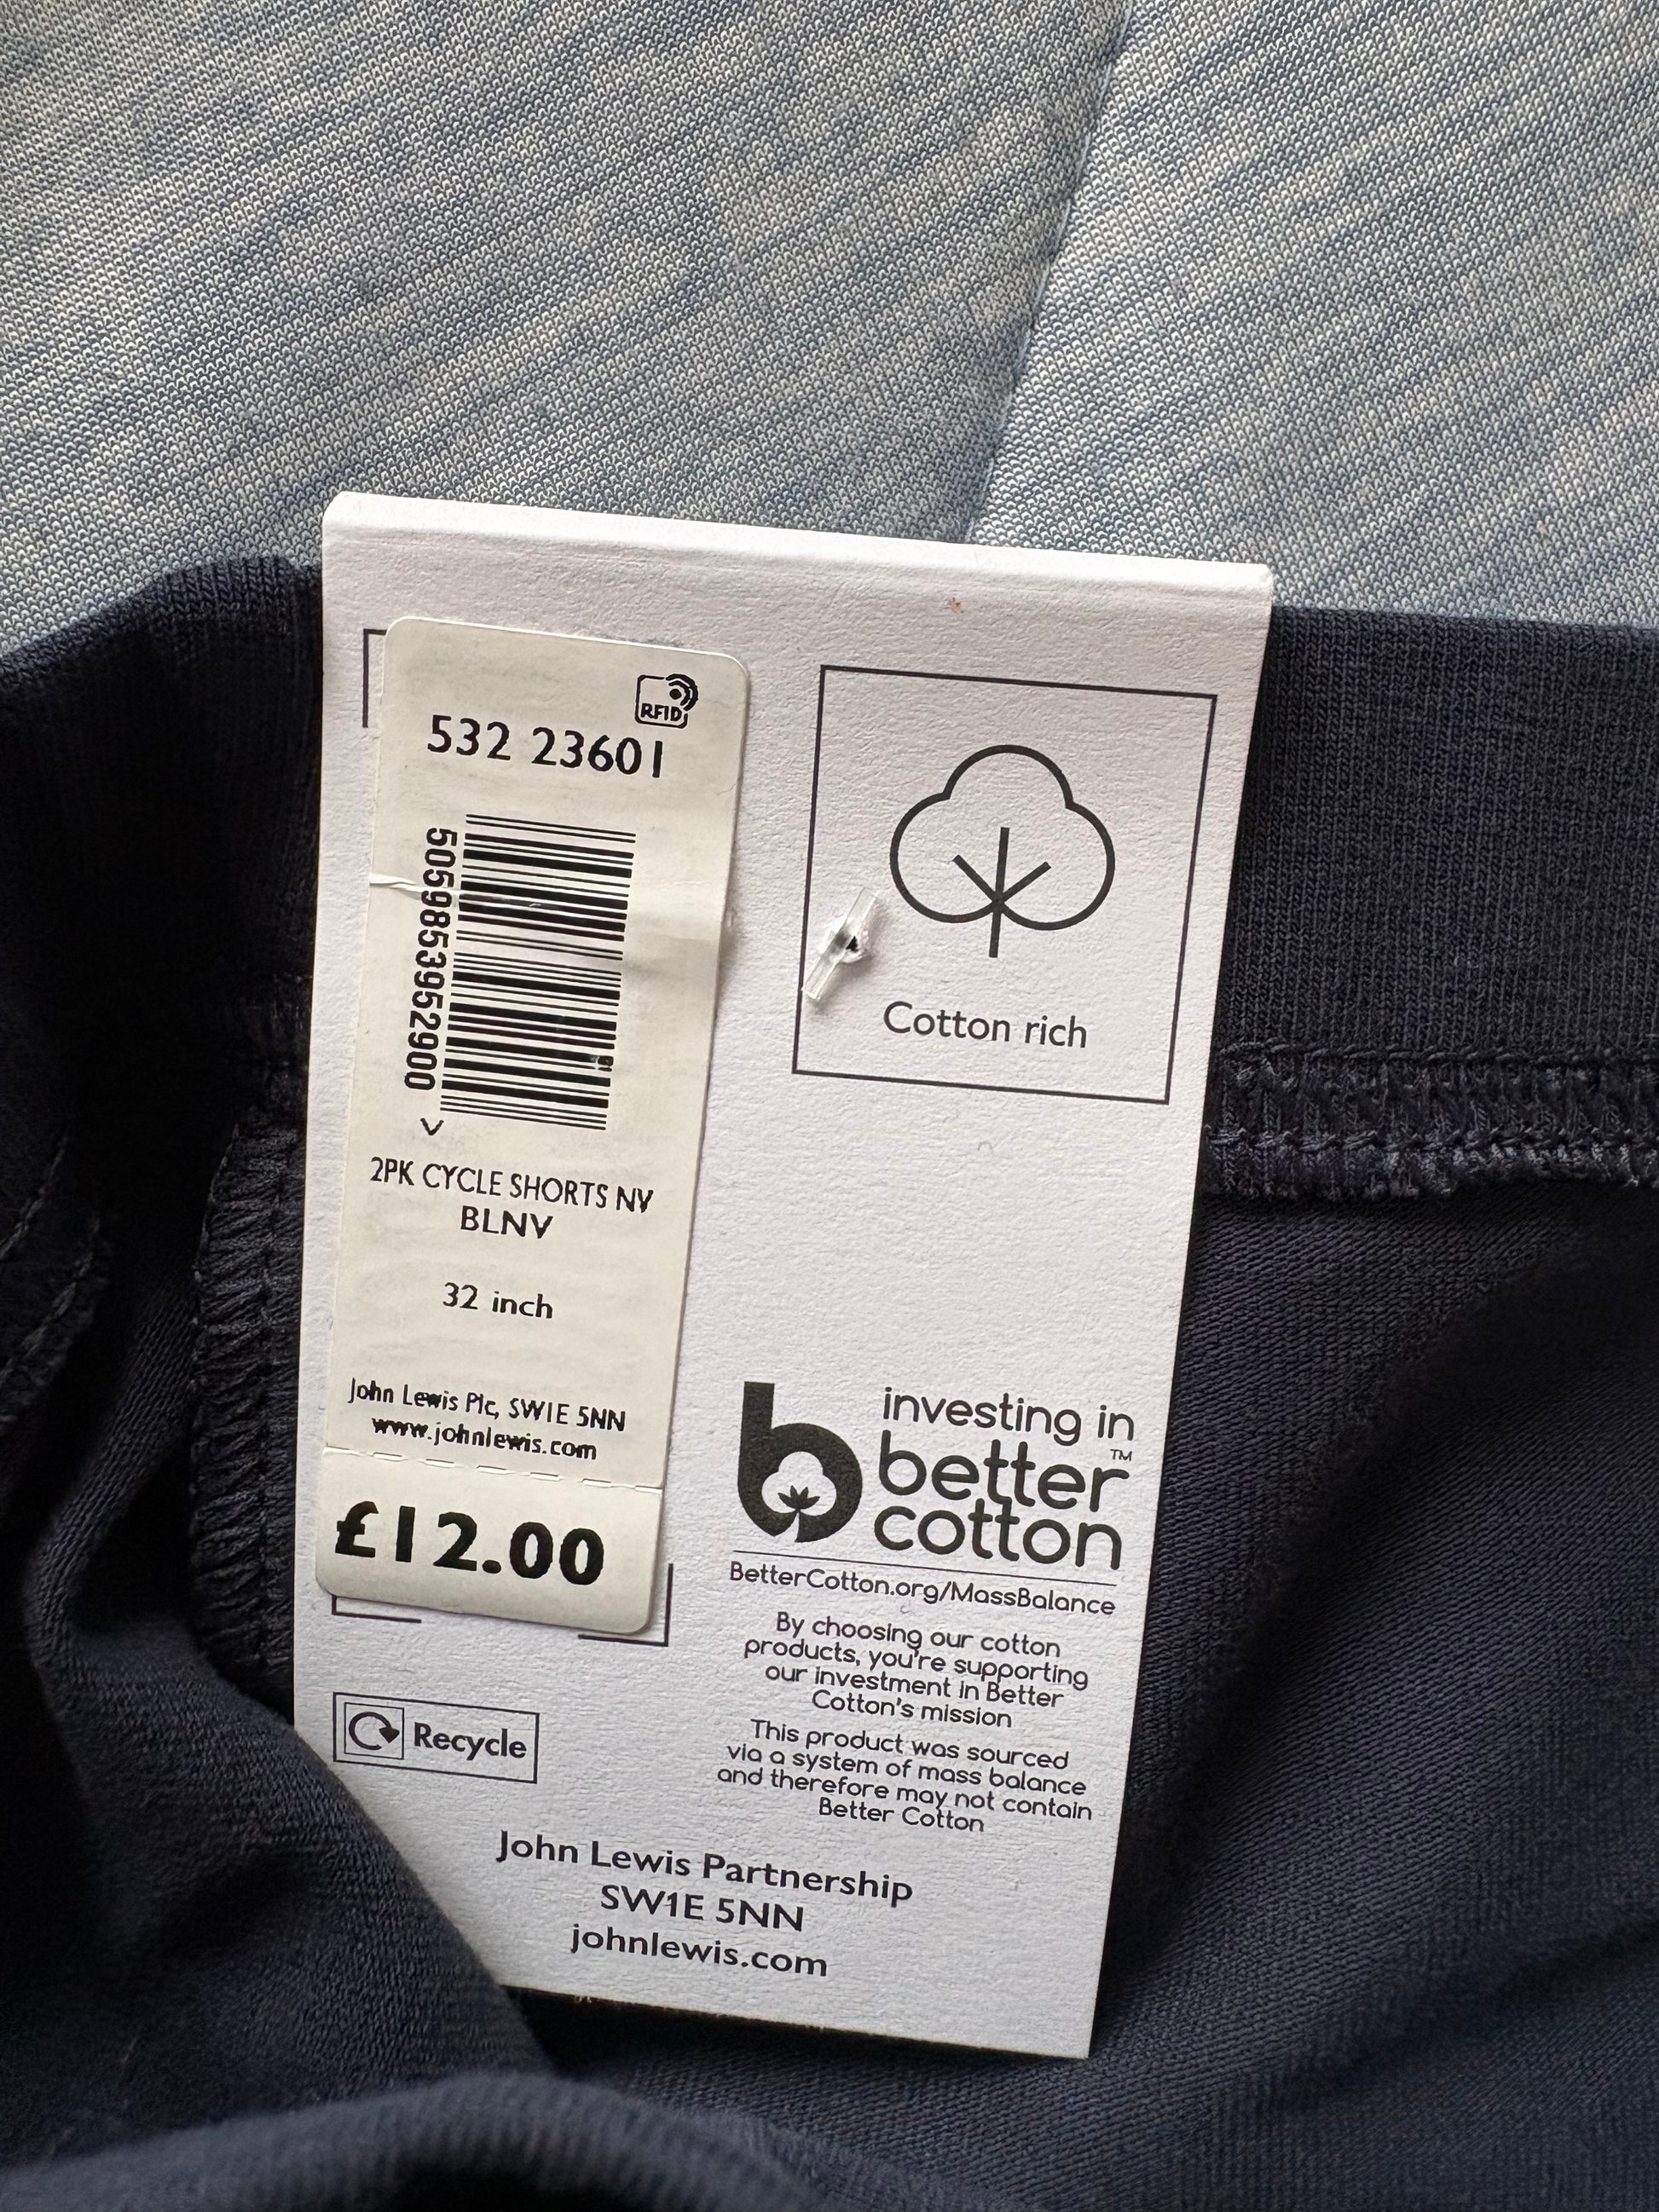 RFID
532 23601
5059853952900 >
2PK CYCLE SHORTS NV
BLNV
32 inch
John Lewis Plc, SW1E 5NN
www.johnlewis.com
£12.00
Recycle
Cotton rich
investing in
better™
cotton
BetterCotton.org/MassBalance
By choosing our cotton
products, you're supporting
our investment in Better
Cotton's mission
This product was sourced
via a system of mass balance
and therefore may not contain
Better Cotton
John Lewis Partnership
SW1E 5NN
johnlewis.com